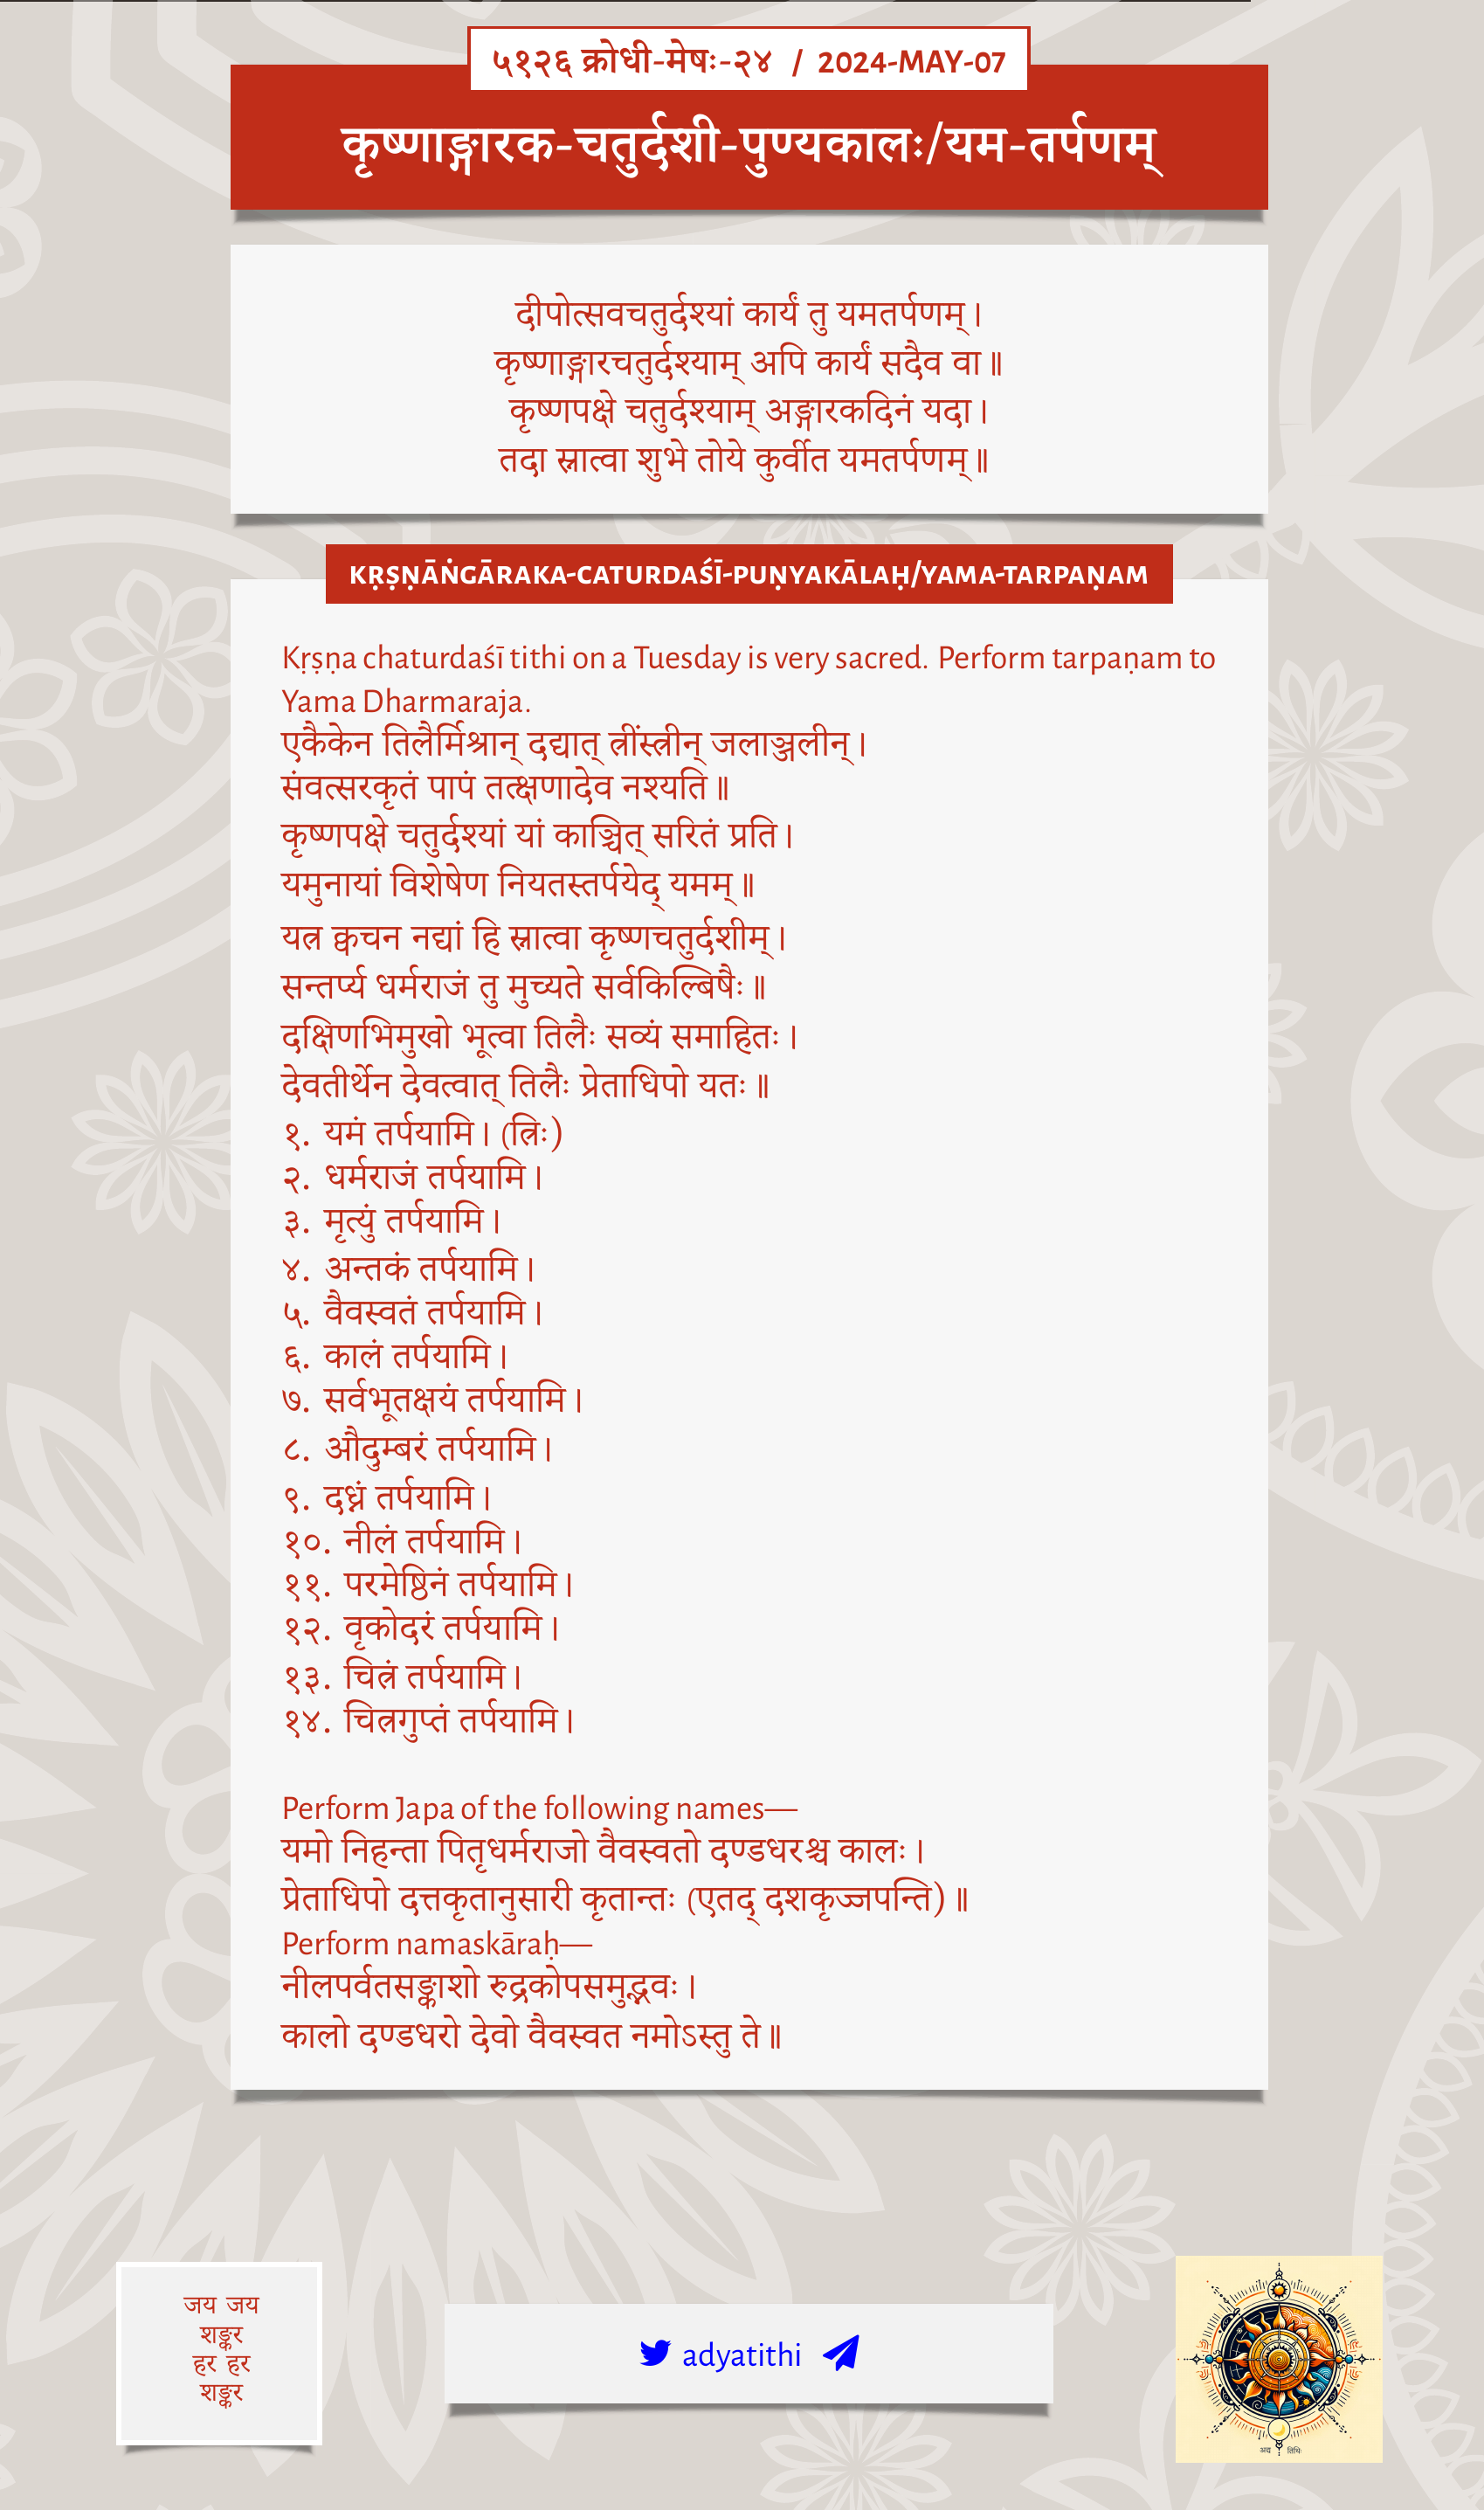 ५१२६ क्रोधी-मेषः-२४ / 2024-MAY-07
कृष्णाङ्गारक-चतुर्दशी-पुण्यकालः/यम-तर्पणम्
दीपोत्सवचतुर्दश्यां कार्यं तु यमतर्पणम्।
कृष्णाङ्गारचतुर्दश्याम् अपि कार्यं सदैव वा॥
कृष्णपक्षे चतुर्दश्याम् अङ्गारकदिनं यदा।
तदा स्नात्वा शुभे तोये कुर्वीत यमतर्पणम्॥
KṚṢṆĀṄGĀRAKA-CATURDAŚĪ-PUṆYAKĀLAḤ/YAMA-TARPAṆAM
Kṛṣṇa chaturdaśī tithi on a Tuesday is very sacred. Perform tarpaṇam to
Yama Dharmaraja.
एकैकेन तिलैर्मिश्रान् दद्यात् त्रींस्त्रीन् जलाञ्जलीन्।
संवत्सरकृतं पापं तत्क्षणादेव नश्यति॥
कृष्णपक्षे चतुर्दश्यां यां काञ्चित् सरितं प्रति।
यमुनायां विशेषेण नियतस्तर्पयेद् यमम्॥
यत्र क्वचन नद्यां हि स्नात्वा कृष्णचतुर्दशीम्।
सन्तर्प्य धर्मराजं तु मुच्यते सर्वकिल्बिषैः॥
दक्षिणभिमुखो भूत्वा तिलैः सव्यं समाहितः।
देवतीर्थेन देवत्वात् तिलैः प्रेताधिपो यतः॥
१. यमं तर्पयामि। (त्रिः)
२. धर्मराजं तर्पयामि।
३. मृत्युं तर्पयामि।
४. अन्तकं तर्पयामि।
५. वैवस्वतं तर्पयामि।
६. कालं तर्पयामि।
७. सर्वभूतक्षयं तर्पयामि।
८. औदुम्बरं तर्पयामि।
९. दध्नं तर्पयामि।
१०. नीलं तर्पयामि।
११. परमेष्ठिनं तर्पयामि।
१२. वृकोदरं तर्पयामि।
१३. चित्रं तर्पयामि।
१४. चित्रगुप्तं तर्पयामि।
Perform Japa of the following names—
यमो निहन्ता पितृधर्मराजो वैवस्वतो दण्डधरश्च कालः।
प्रेताधिपो दत्तकृतानुसारी कृतान्तः (एतद् दशकृज्जपन्ति)॥
Perform namaskāraḥ—
नीलपर्वतसङ्काशो रुद्रकोपसमुद्भवः।
कालो दण्डधरो देवो वैवस्वत नमोऽस्तु ते॥
जय जय
शङ्कर
हर हर
शङ्कर
adyatithi
अद्य तिथिः